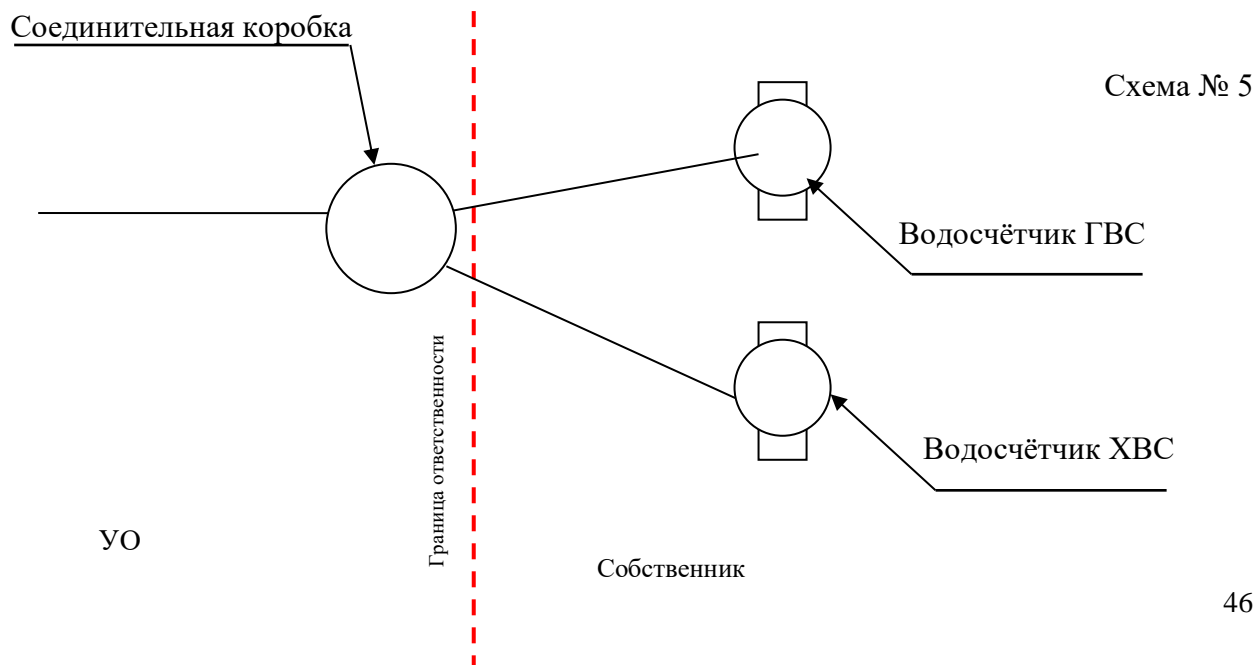 Соединительная коробка
Схема № 5
Водосчётчик ГВС
Водосчётчик ХВС
Граница ответственности
УО
Собственник
46